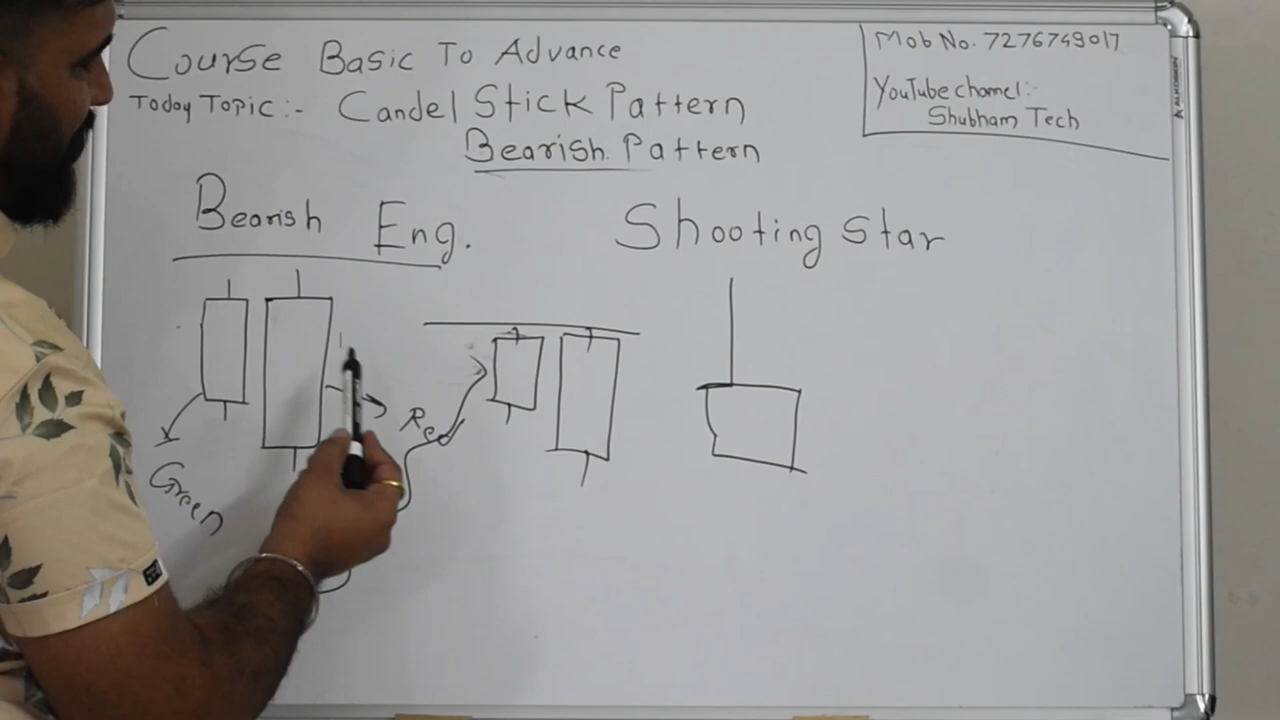 Course Basic To Advance
Today Topic:- Candel Stick Pattern
Bearish Pattern
Mob No. 7276749017
YouTube channel:-
Shubham Tech
Bearish Eng.
Shooting Star
Green
Red